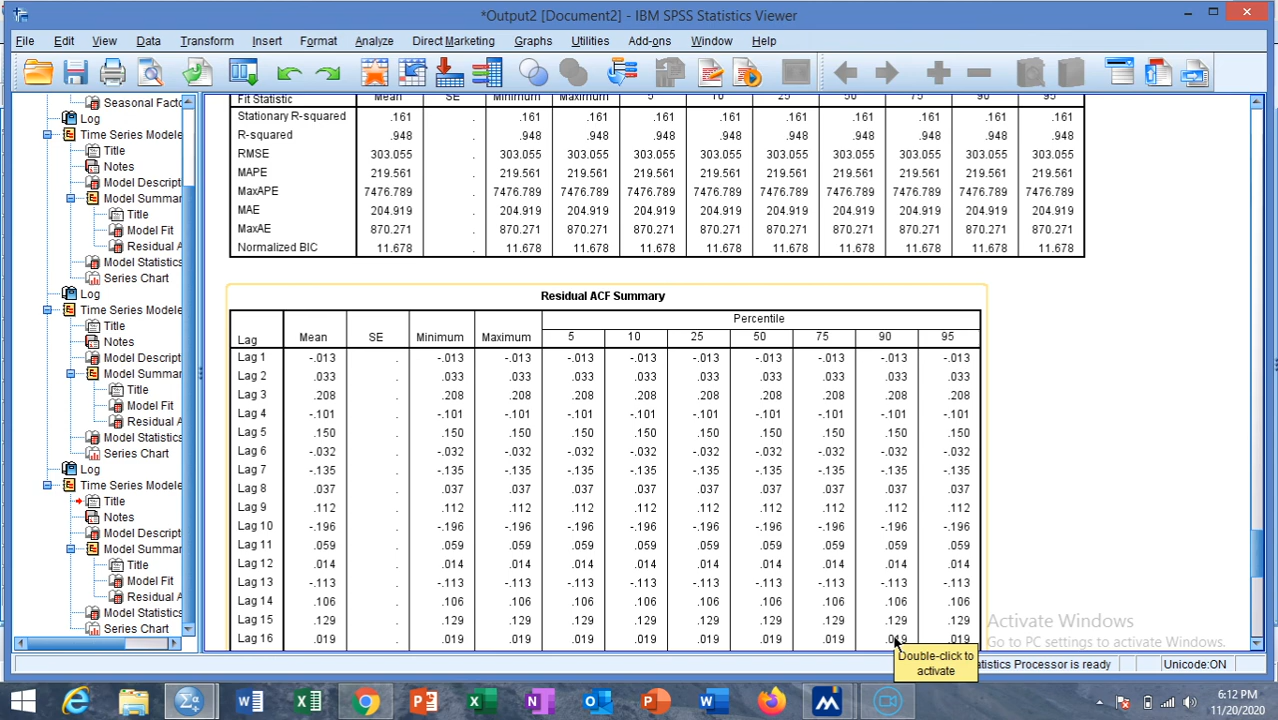 *Output2 [Document2] - IBM SPSS Statistics Viewer
File Edit View Data Transform Insert Format Analyze Direct Marketing Graphs Utilities Add-ons Window Help
Seasonal Facto
Log
Time Series Modele
Title
Notes
Model Descript
Model Summar
Title
Model Fit
Residual A
Model Statistics
Series Chart
Log
Time Series Modele
Title
Notes
Model Descript
Model Summar
Title
Model Fit
Residual A
Model Statistics
Series Chart
Log
Time Series Modele
Title
Notes
Model Descript
Model Summar
Title
Model Fit
Residual A
Model Statistics
Series Chart
Fit Statistic Mean SE Minimum Maximum 5 10 25 50 75 90 95
Stationary R-squared .161 . .161 .161 .161 .161 .161 .161 .161 .161 .161
R-squared .948 . .948 .948 .948 .948 .948 .948 .948 .948 .948
RMSE 303.055 . 303.055 303.055 303.055 303.055 303.055 303.055 303.055 303.055 303.055
MAPE 219.561 . 219.561 219.561 219.561 219.561 219.561 219.561 219.561 219.561 219.561
MaxAPE 7476.789 . 7476.789 7476.789 7476.789 7476.789 7476.789 7476.789 7476.789 7476.789 7476.789
MAE 204.919 . 204.919 204.919 204.919 204.919 204.919 204.919 204.919 204.919 204.919
MaxAE 870.271 . 870.271 870.271 870.271 870.271 870.271 870.271 870.271 870.271 870.271
Normalized BIC 11.678 . 11.678 11.678 11.678 11.678 11.678 11.678 11.678 11.678 11.678
Residual ACF Summary
Percentile
Lag Mean SE Minimum Maximum 5 10 25 50 75 90 95
Lag 1 -.013 . -.013 -.013 -.013 -.013 -.013 -.013 -.013 -.013 -.013
Lag 2 .033 . .033 .033 .033 .033 .033 .033 .033 .033 .033
Lag 3 .208 . .208 .208 .208 .208 .208 .208 .208 .208 .208
Lag 4 -.101 . -.101 -.101 -.101 -.101 -.101 -.101 -.101 -.101 -.101
Lag 5 .150 . .150 .150 .150 .150 .150 .150 .150 .150 .150
Lag 6 -.032 . -.032 -.032 -.032 -.032 -.032 -.032 -.032 -.032 -.032
Lag 7 -.135 . -.135 -.135 -.135 -.135 -.135 -.135 -.135 -.135 -.135
Lag 8 .037 . .037 .037 .037 .037 .037 .037 .037 .037 .037
Lag 9 .112 . .112 .112 .112 .112 .112 .112 .112 .112 .112
Lag 10 -.196 . -.196 -.196 -.196 -.196 -.196 -.196 -.196 -.196 -.196
Lag 11 .059 . .059 .059 .059 .059 .059 .059 .059 .059 .059
Lag 12 .014 . .014 .014 .014 .014 .014 .014 .014 .014 .014
Lag 13 -.113 . -.113 -.113 -.113 -.113 -.113 -.113 -.113 -.113 -.113
Lag 14 .106 . .106 .106 .106 .106 .106 .106 .106 .106 .106
Lag 15 .129 . .129 .129 .129 .129 .129 .129 .129 .129 .129
Lag 16 .019 . .019 .019 .019 .019 .019 .019 .019 .019 .019
Activate Windows
Go to PC settings to activate Windows.
Double-click to
activate
tatistics Processor is ready Unicode:ON
6:12 PM
11/20/2020